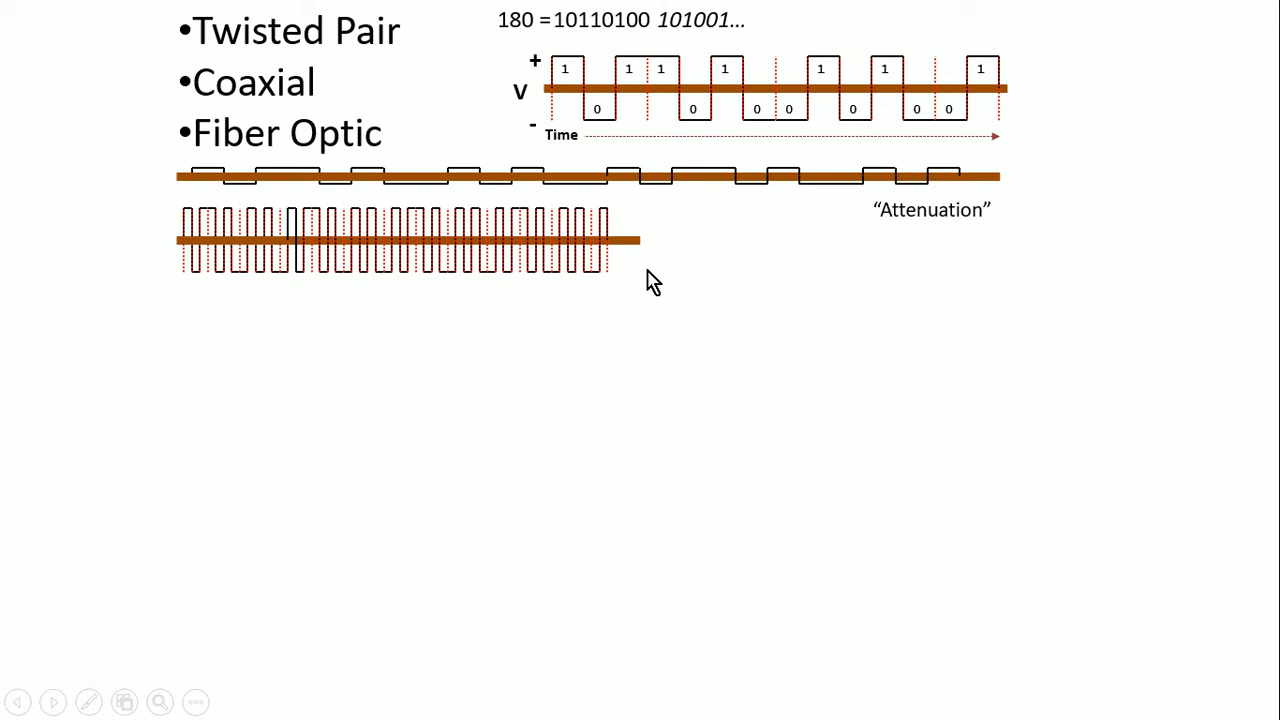 •Twisted Pair
•Coaxial
•Fiber Optic
180 =10110100 101001...
+
V
-
1 0 1 1 0 1 0 0 1 0 1 0 0 1
Time
“Attenuation”